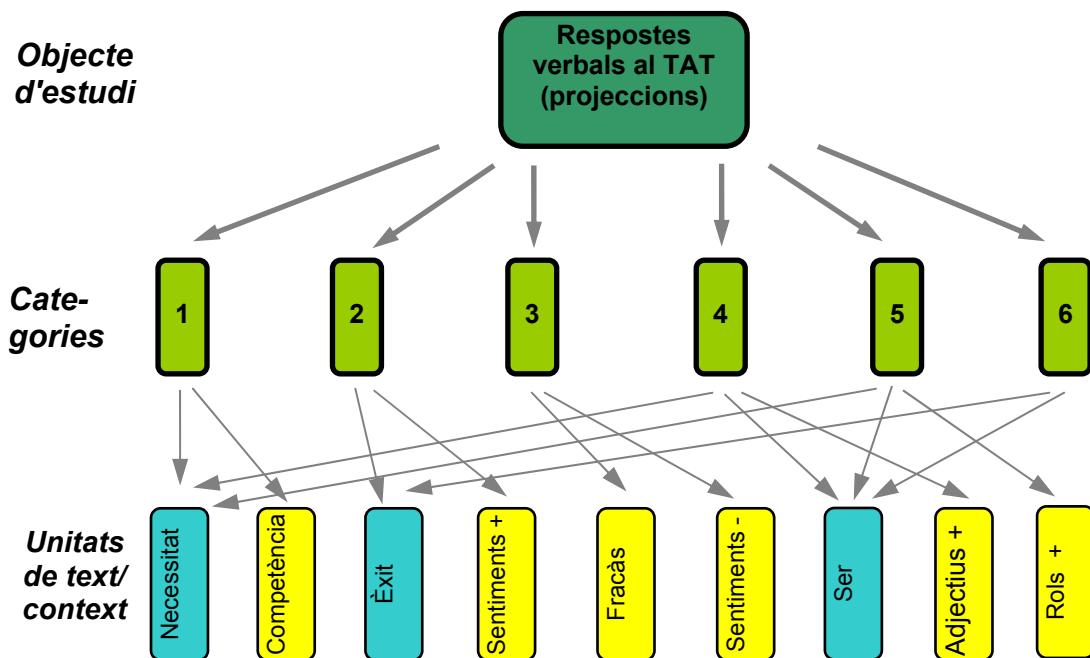 Objecte
d'estudi
Respostes
verbals al TAT
(projeccions)
Cate-
gories
1
2
3
4
5
6
Unitats
de text/
context
Necessitat
Competència
Èxit
Sentiments +
Fracàs
Sentiments -
Ser
Adjectius +
Rols +